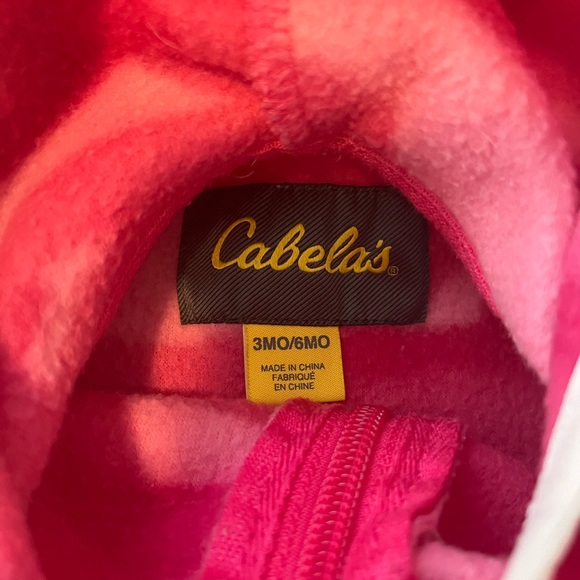 Cabela's®
3MO/6MO
MADE IN CHINA
FABRIQUÉ
EN CHINE